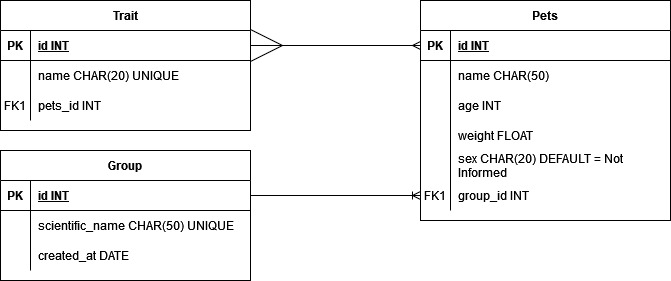 Trait
PK id INT
name CHAR(20) UNIQUE
FK1 pets_id INT
Group
PK id INT
scientific_name CHAR(50) UNIQUE
created_at DATE
Pets
PK id INT
name CHAR(50)
age INT
weight FLOAT
sex CHAR(20) DEFAULT = Not
Informed
FK1 group_id INT